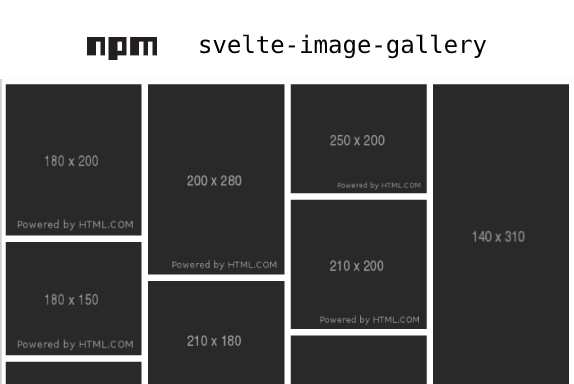 npm svelte-image-gallery
180 x 200
Powered by HTML.COM
180 x 150
Powered by HTML.COM
200 x 280
Powered by HTML.COM
210 x 180
250 x 200
Powered by HTML.COM
210 x 200
Powered by HTML.COM
140 x 310